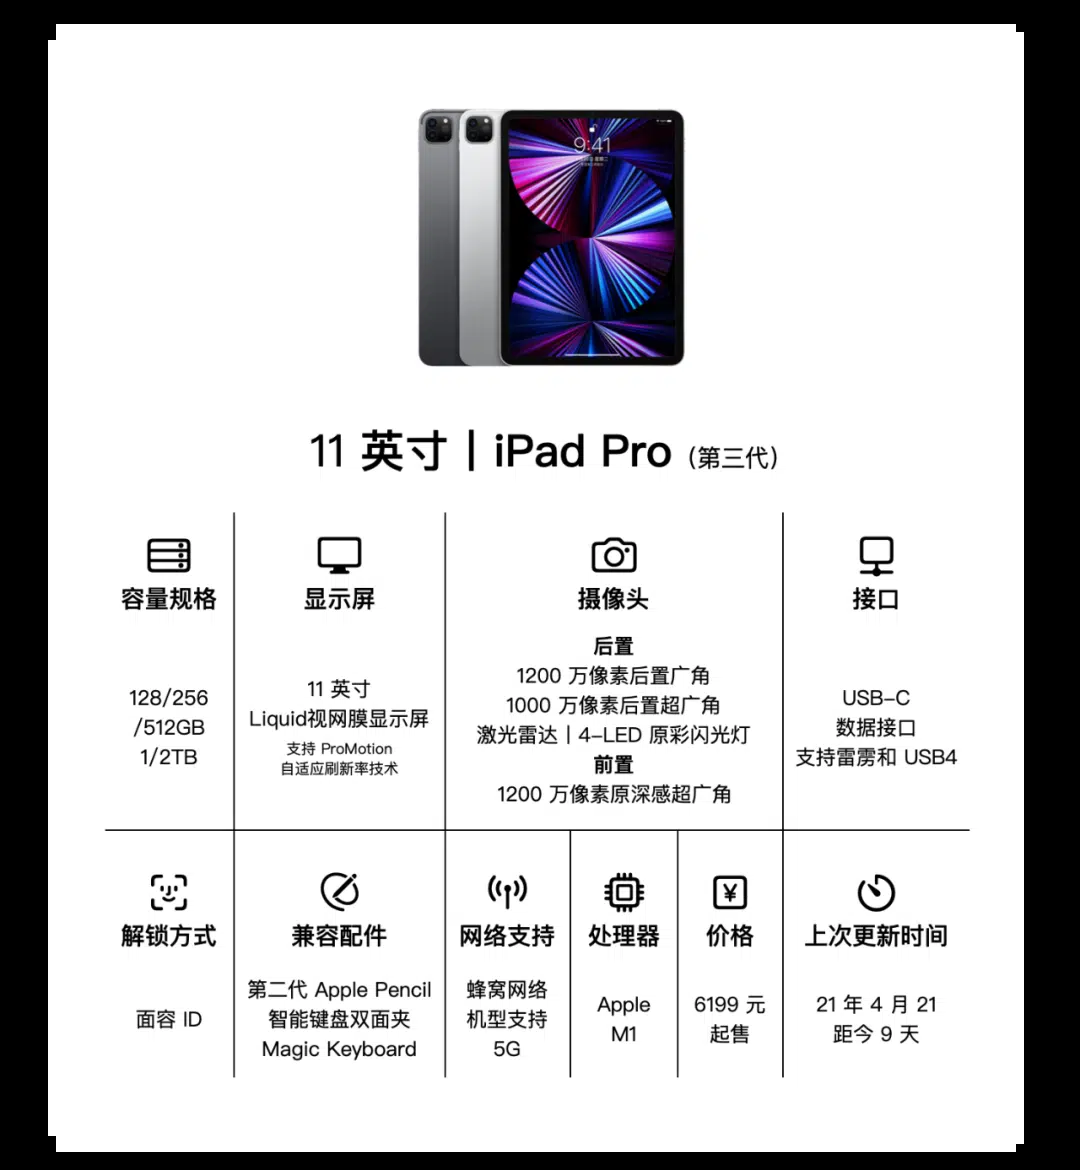 9:41
11 英寸 | iPad Pro (第三代)
容量规格
128/256
/512GB
1/2TB
显示屏
11 英寸
Liquid视网膜显示屏
支持 ProMotion
自适应刷新率技术
摄像头
后置
1200 万像素后置广角
1000 万像素后置超广角
激光雷达 | 4-LED 原彩闪光灯
前置
1200 万像素原深感超广角
接口
USB-C
数据接口
支持雷雳和 USB4
解锁方式
面容 ID
兼容配件
第二代 Apple Pencil
智能键盘双面夹
Magic Keyboard
网络支持
蜂窝网络
机型支持
5G
处理器
Apple
M1
¥
价格
6199 元
起售
上次更新时间
21 年 4 月 21
距今 9 天